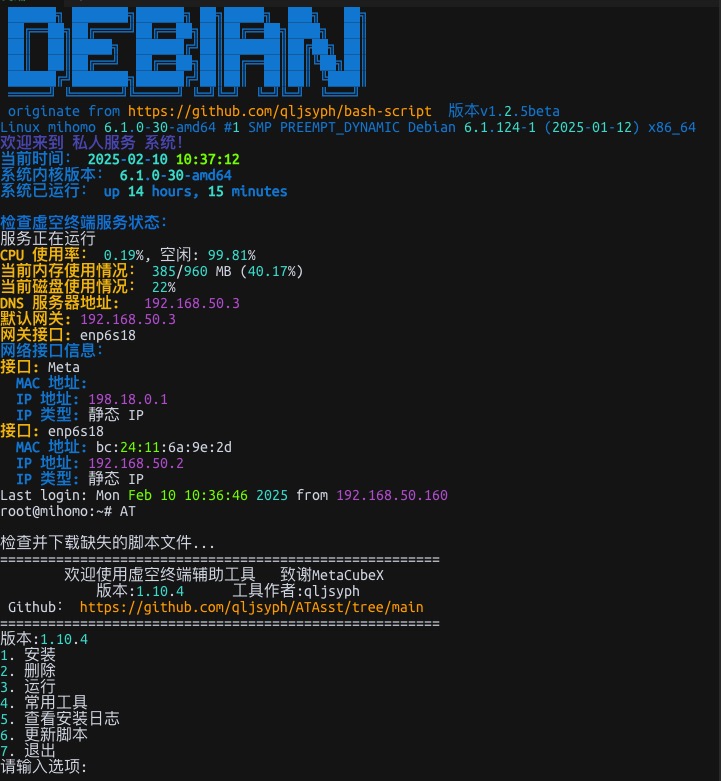 DEBIAN
originate from https://github.com/qljsyph/bash-script 版本v1.2.5beta
Linux mihomo 6.1.0-30-amd64 #1 SMP PREEMPT_DYNAMIC Debian 6.1.124-1 (2025-01-12) x86_64
欢迎来到 私人服务 系统!
当前时间: 2025-02-10 10:37:12
系统内核版本: 6.1.0-30-amd64
系统已运行: up 14 hours, 15 minutes
检查虚空终端服务状态:
服务正在运行
CPU 使用率: 0.19%, 空闲: 99.81%
当前内存使用情况: 385/960 MB (40.17%)
当前磁盘使用情况: 22%
DNS 服务器地址: 192.168.50.3
默认网关: 192.168.50.3
网关接口: enp6s18
网络接口信息:
接口: Meta
MAC 地址:
IP 地址: 198.18.0.1
IP 类型: 静态 IP
接口: enp6s18
MAC 地址: bc:24:11:6a:9e:2d
IP 地址: 192.168.50.2
IP 类型: 静态 IP
Last login: Mon Feb 10 10:36:46 2025 from 192.168.50.160
root@mihomo:~# AT
检查并下载缺失的脚本文件...
=======================================================
欢迎使用虚空终端辅助工具 致谢MetaCubeX
版本:1.10.4 工具作者:qljsyph
Github: https://github.com/qljsyph/ATAsst/tree/main
=======================================================
版本:1.10.4
1. 安装
2. 删除
3. 运行
4. 常用工具
5. 查看安装日志
6. 更新脚本
7. 退出
请输入选项: